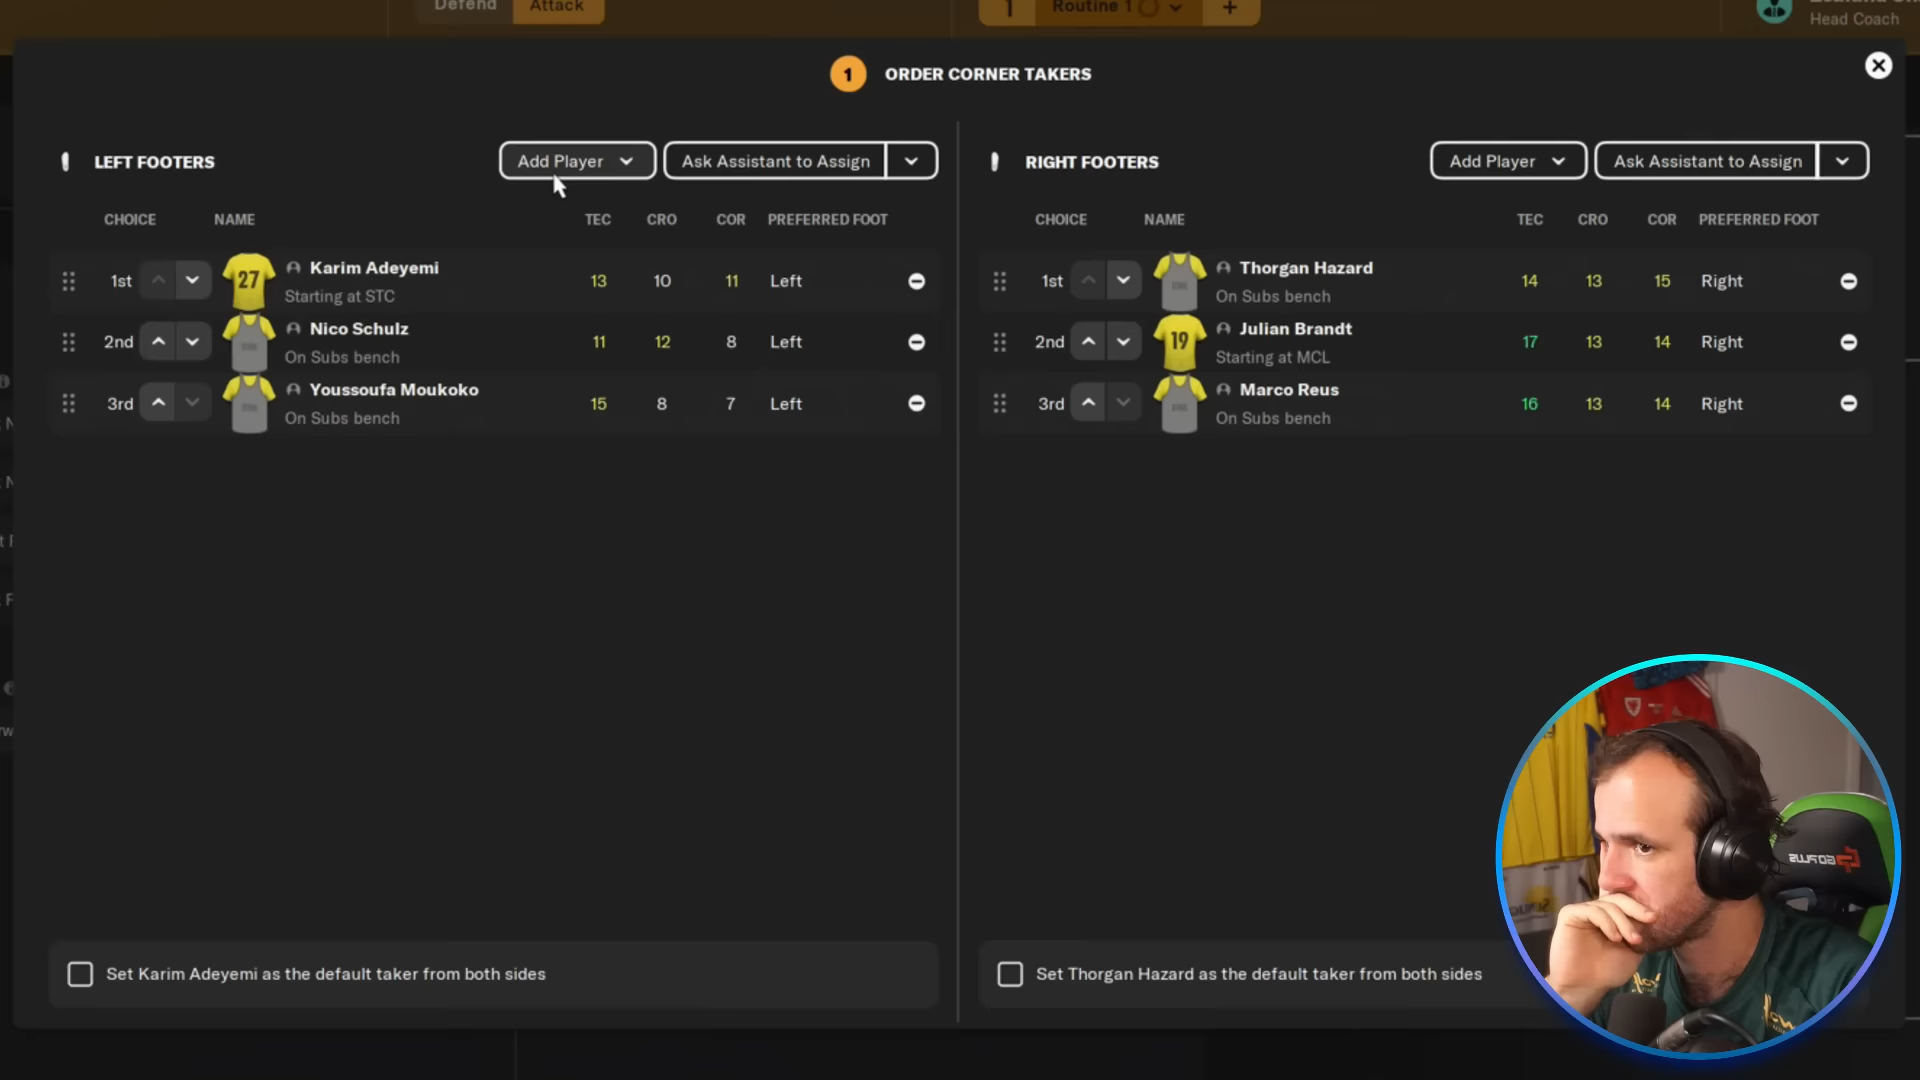 Defend
Attack
1
Routine 1
+
Head Coach
1 ORDER CORNER TAKERS
LEFT FOOTERS
Add Player
Ask Assistant to Assign
CHOICE NAME TEC CRO COR PREFERRED FOOT
1st 27 Karim Adeyemi 13 10 11 Left
Starting at STC
2nd Nico Schulz 11 12 8 Left
On Subs bench
3rd Youssoufa Moukoko 15 8 7 Left
On Subs bench
Set Karim Adeyemi as the default taker from both sides
RIGHT FOOTERS
Add Player
Ask Assistant to Assign
CHOICE NAME TEC CRO COR PREFERRED FOOT
1st Thorgan Hazard 14 13 15 Right
On Subs bench
2nd 19 Julian Brandt 17 13 14 Right
Starting at MCL
3rd Marco Reus 16 13 14 Right
On Subs bench
Set Thorgan Hazard as the default taker from both sides